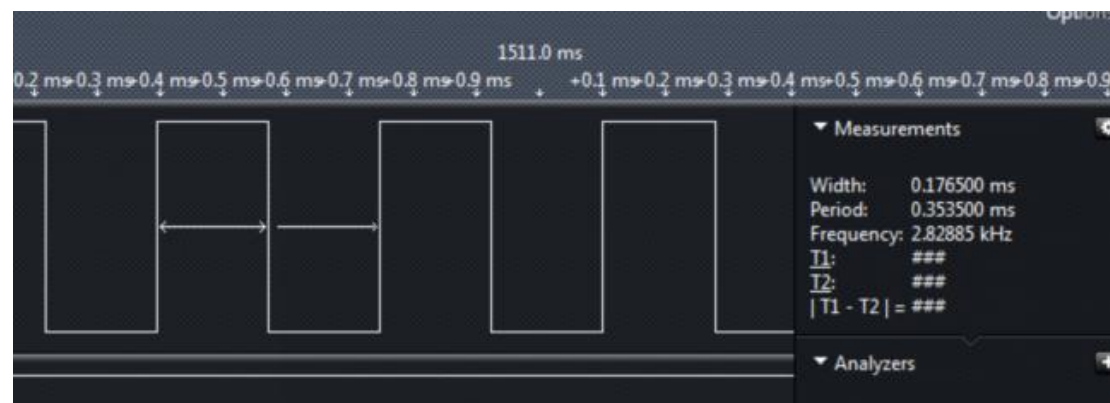 Options
1511.0 ms
0.2 ms +0.3 ms +0.4 ms +0.5 ms +0.6 ms +0.7 ms +0.8 ms +0.9 ms +0.1 ms +0.2 ms +0.3 ms +0.4 ms +0.5 ms +0.6 ms +0.7 ms +0.8 ms +0.9
Measurements
Width: 0.176500 ms
Period: 0.353500 ms
Frequency: 2.82885 kHz
T1: ###
T2: ###
| T1 - T2 | = ###
Analyzers